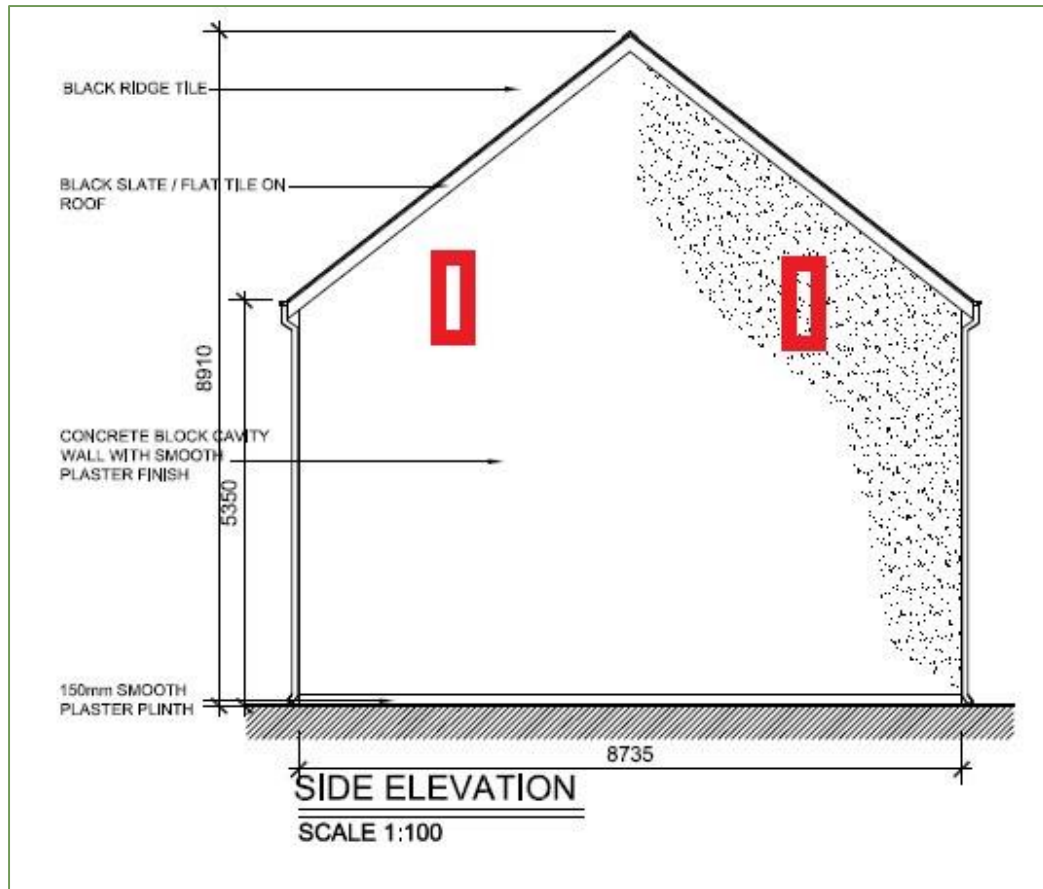 BLACK RIDGE TILE
BLACK SLATE / FLAT TILE ON
ROOF
8910
CONCRETE BLOCK CAVITY
WALL WITH SMOOTH
PLASTER FINISH
5350
150mm SMOOTH
PLASTER PLINTH
8735
SIDE ELEVATION
SCALE 1:100